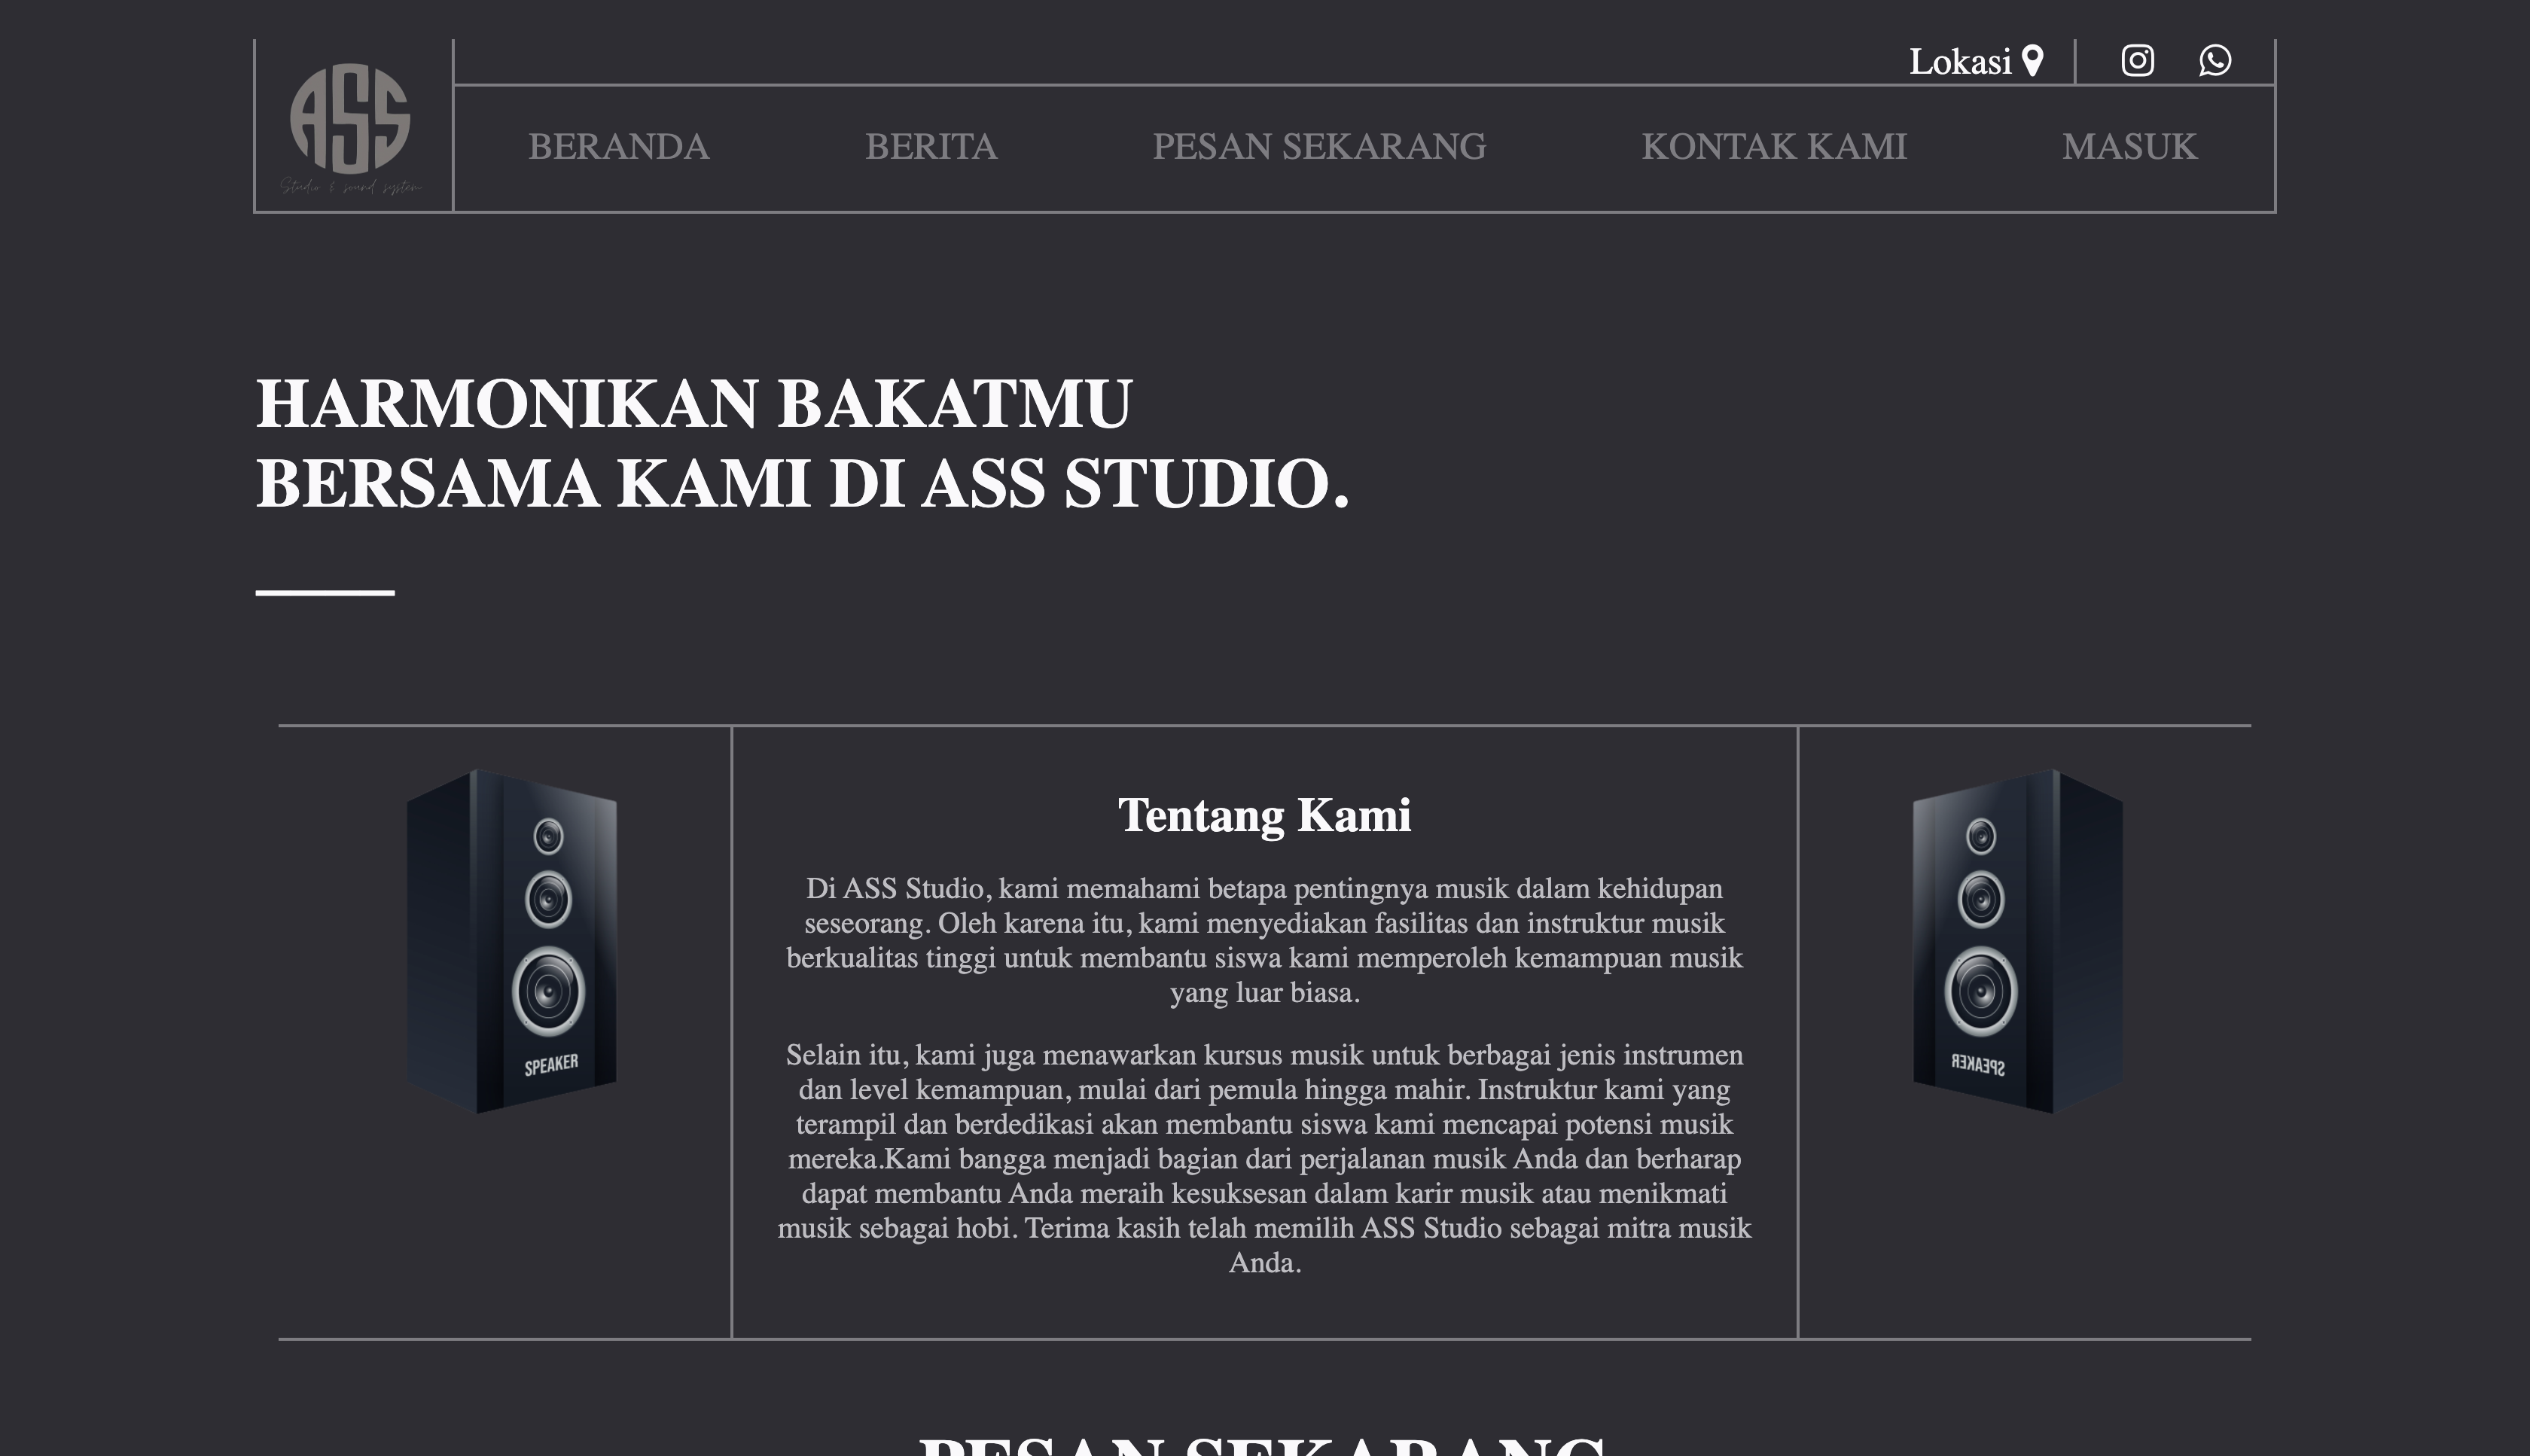 ASS
Studio & sound system
Lokasi
BERANDA BERITA PESAN SEKARANG KONTAK KAMI MASUK
HARMONIKAN BAKATMU
BERSAMA KAMI DI ASS STUDIO.
SPEAKER
Tentang Kami
Di ASS Studio, kami memahami betapa pentingnya musik dalam kehidupan
seseorang. Oleh karena itu, kami menyediakan fasilitas dan instruktur musik
berkualitas tinggi untuk membantu siswa kami memperoleh kemampuan musik
yang luar biasa.
Selain itu, kami juga menawarkan kursus musik untuk berbagai jenis instrumen
dan level kemampuan, mulai dari pemula hingga mahir. Instruktur kami yang
terampil dan berdedikasi akan membantu siswa kami mencapai potensi musik
mereka.Kami bangga menjadi bagian dari perjalanan musik Anda dan berharap
dapat membantu Anda meraih kesuksesan dalam karir musik atau menikmati
musik sebagai hobi. Terima kasih telah memilih ASS Studio sebagai mitra musik
Anda.
SPEAKER
PESAN SEKARANG